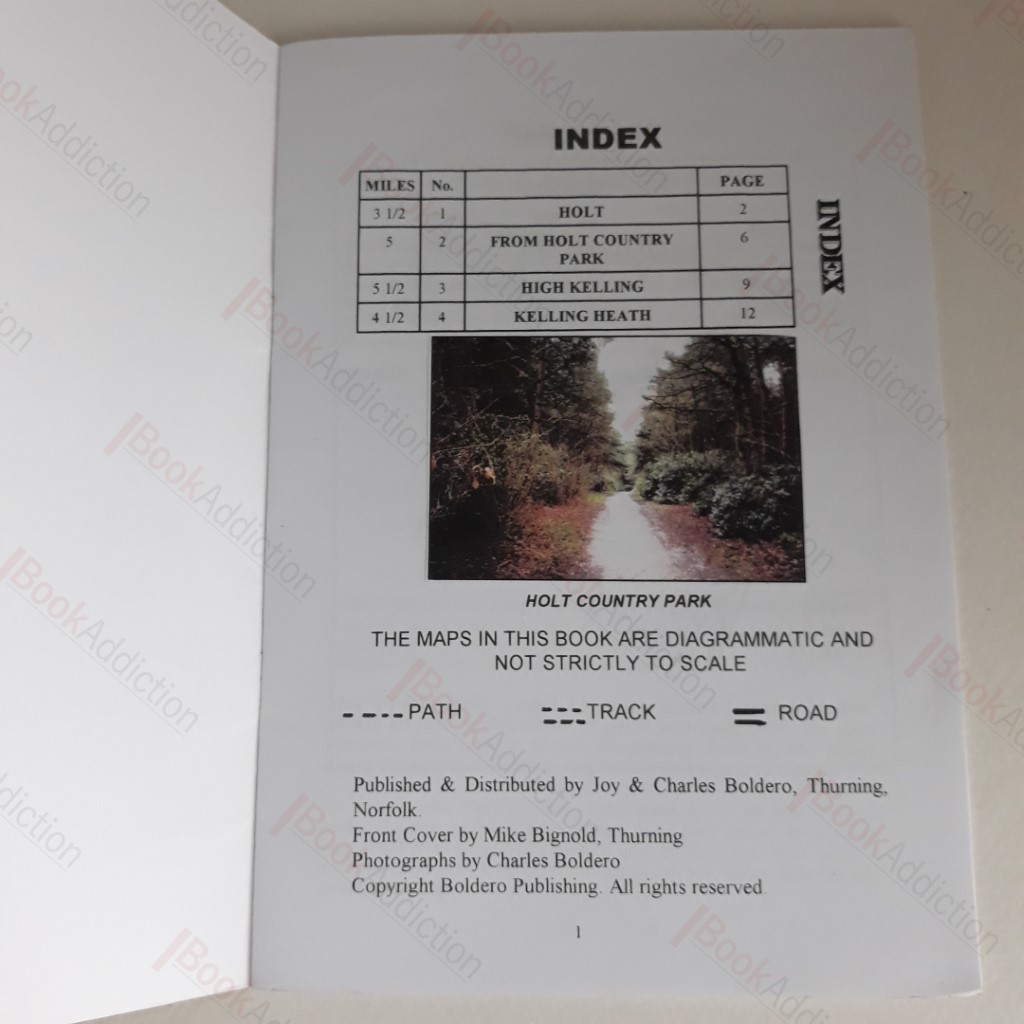 INDEX
MILES No. PAGE
3 1/2 1 HOLT 2
5 2 FROM HOLT COUNTRY 6
PARK
5 1/2 3 HIGH KELLING 9
4 1/2 4 KELLING HEATH 12
INDEX
HOLT COUNTRY PARK
THE MAPS IN THIS BOOK ARE DIAGRAMMATIC AND
NOT STRICTLY TO SCALE
PATH TRACK ROAD
Published & Distributed by Joy & Charles Boldero, Thurning,
Norfolk.
Front Cover by Mike Bignold, Thurning
Photographs by Charles Boldero
Copyright Boldero Publishing. All rights reserved.
1
BookAddiction